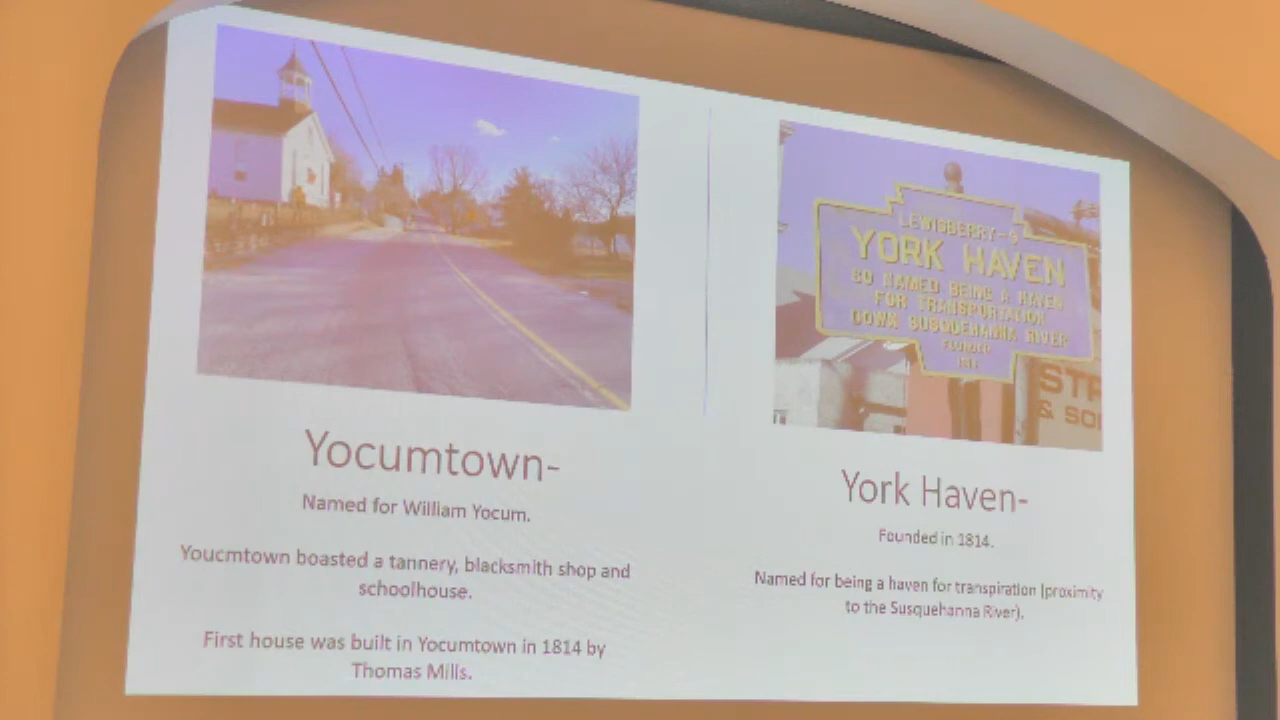 Yocumtown-
Named for William Yocum.
Youcmtown boasted a tannery, blacksmith shop and
schoolhouse.
First house was built in Yocumtown in 1814 by
Thomas Mills.
LEWISBERRY-9
YORK HAVEN
SO NAMED BEING A HAVEN
FOR TRANSPORTATION
DOWN SUSQUEHANNA RIVER
FOUNDED
STR
& SO
York Haven-
Founded in 1814.
Named for being a haven for transpiration (proximity
to the Susquehanna River).